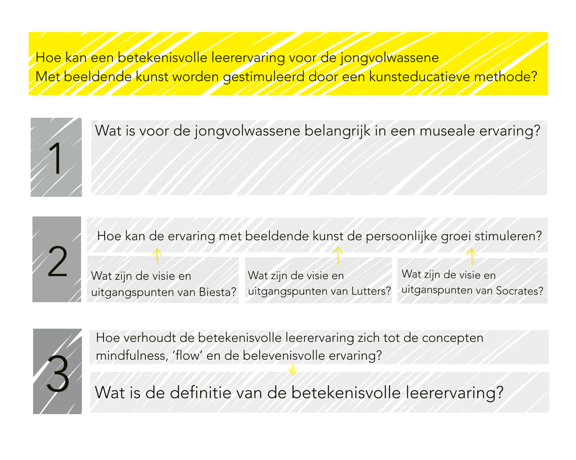 Hoe kan een betekenisvolle leerervaring voor de jongvolwassene
Met beeldende kunst worden gestimuleerd door een kunsteducatieve methode?
1
Wat is voor de jongvolwassene belangrijk in een museale ervaring?
2
Hoe kan de ervaring met beeldende kunst de persoonlijke groei stimuleren?
Wat zijn de visie en
uitgangspunten van Biesta?
Wat zijn de visie en
uitgangspunten van Lutters?
Wat zijn de visie en
uitganspunten van Socrates?
3
Hoe verhoudt de betekenisvolle leerervaring zich tot de concepten
mindfulness, 'flow' en de belevenisvolle ervaring?
Wat is de definitie van de betekenisvolle leerervaring?